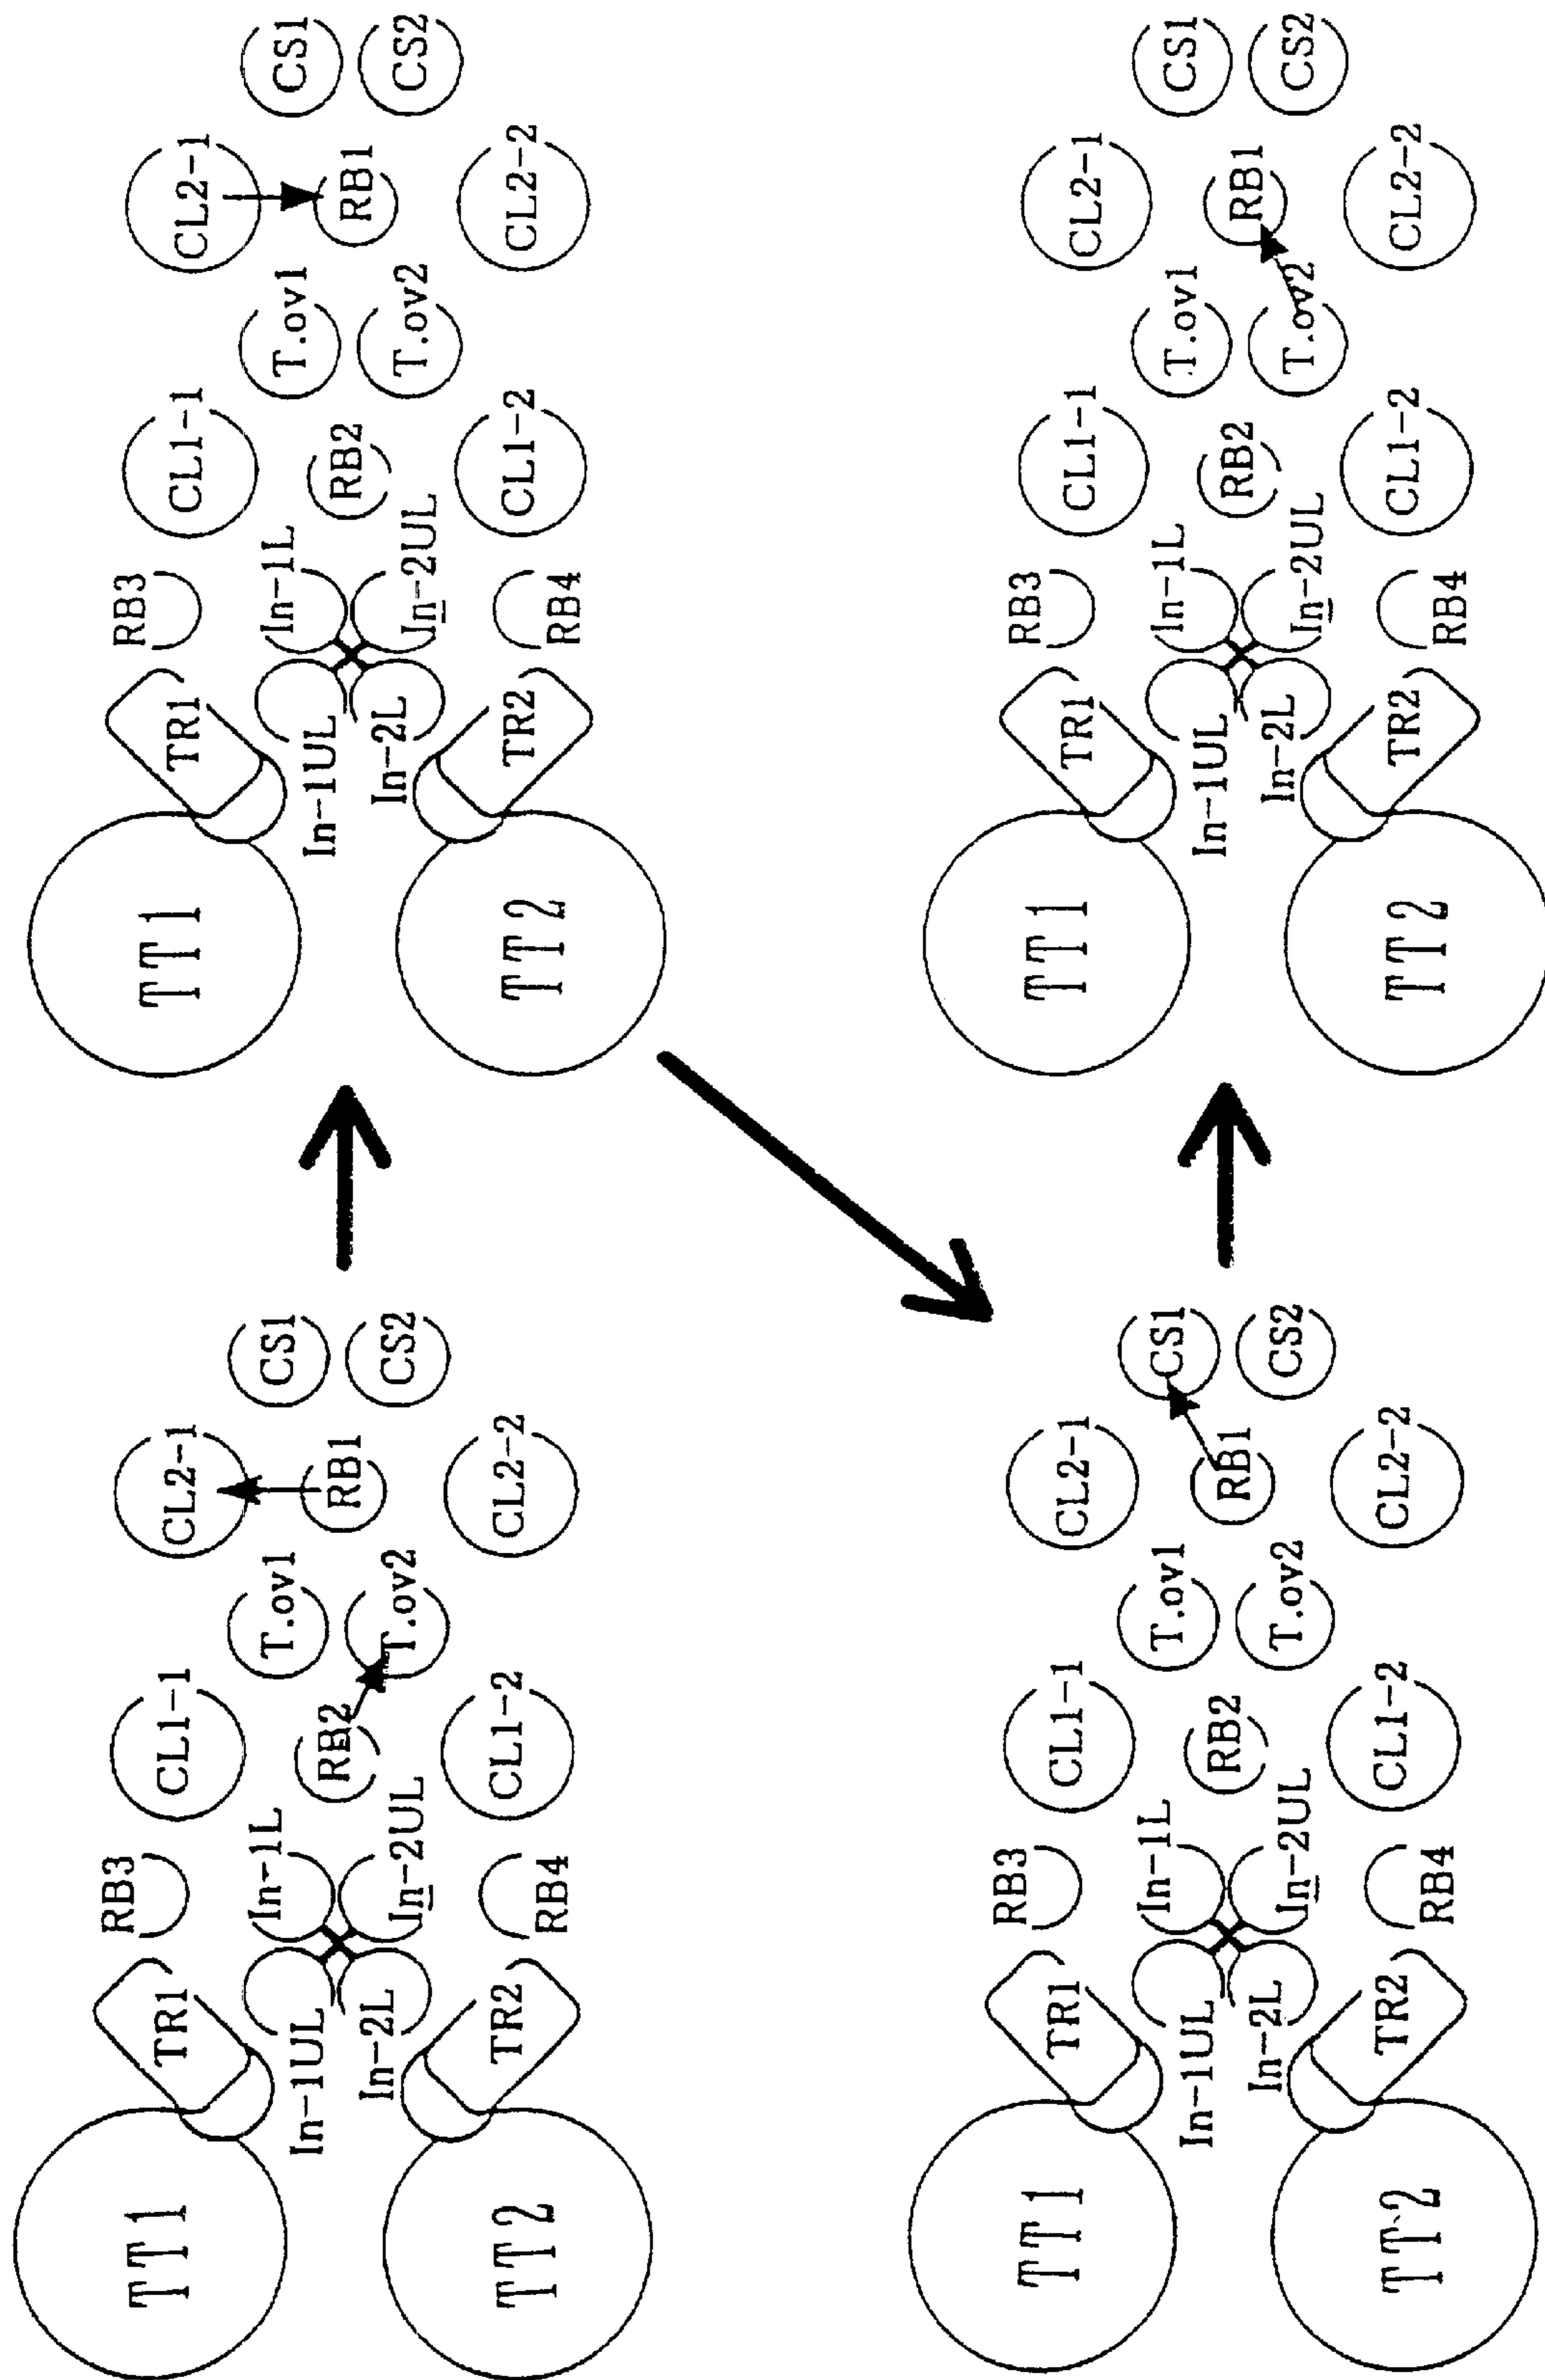 RB3
TT1
TR1
CL1-1
CL2-1
In-1L
T.ov1
CS1
In-1UL
RB2
RB1
In-2L
In-2UL
T.ov2
CS2
TT2
TR2
CL1-2
CL2-2
RB4
RB3
TT1
TR1
CL1-1
CL2-1
In-1L
T.ov1
CS1
In-1UL
RB2
RB1
In-2L
In-2UL
T.ov2
CS2
TT2
TR2
CL1-2
CL2-2
RB4
RB3
TT1
TR1
CL1-1
CL2-1
In-1L
T.ov1
CS1
In-1UL
RB2
RB1
In-2L
In-2UL
T.ov2
CS2
TT2
TR2
CL1-2
CL2-2
RB4
RB3
TT1
TR1
CL1-1
CL2-1
In-1L
T.ov1
CS1
In-1UL
RB2
RB1
In-2L
In-2UL
T.ov2
CS2
TT2
TR2
CL1-2
CL2-2
RB4